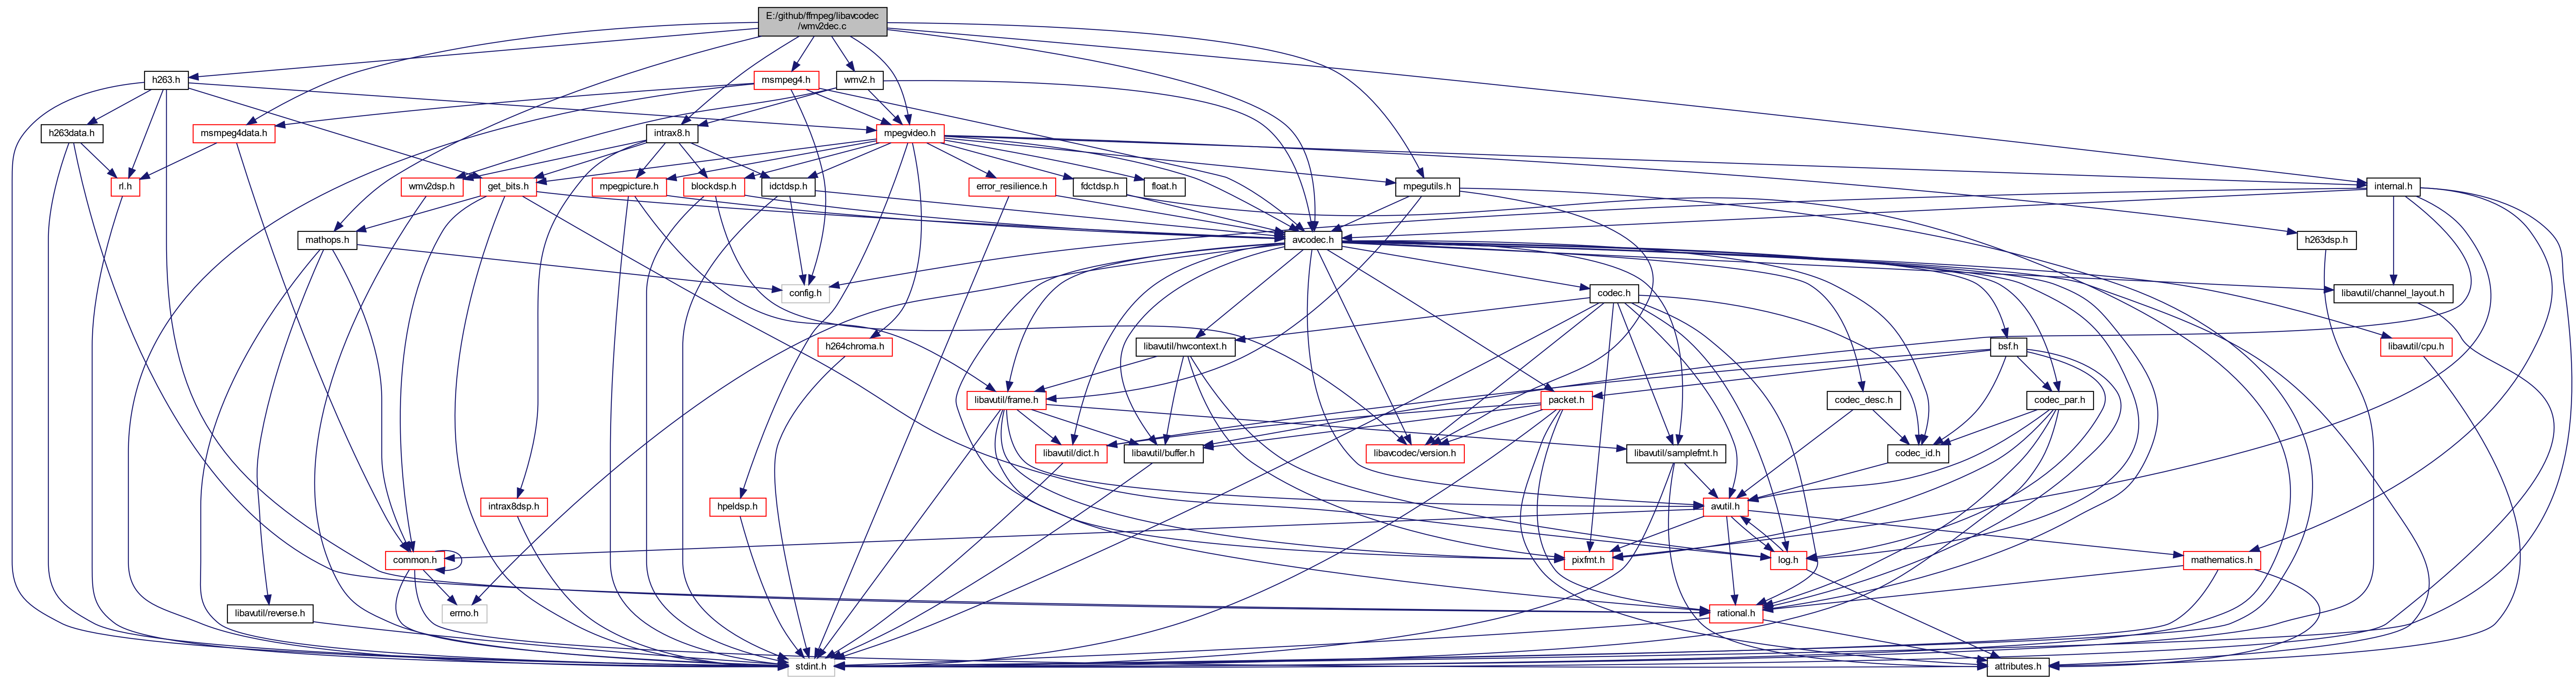 E:/github/ffmpeg/libavcodec
/wmv2dec.c
h263.h
msmpeg4.h
wmv2.h
h263data.h
msmpeg4data.h
intrax8.h
mpegvideo.h
rl.h
wmv2dsp.h
get_bits.h
mpegpicture.h
blockdsp.h
idctdsp.h
error_resilience.h
fdctdsp.h
float.h
mpegutils.h
internal.h
mathops.h
avcodec.h
h263dsp.h
config.h
codec.h
libavutil/channel_layout.h
h264chroma.h
libavutil/hwcontext.h
bsf.h
libavutil/cpu.h
libavutil/frame.h
packet.h
codec_desc.h
codec_par.h
libavutil/dict.h
libavutil/buffer.h
libavcodec/version.h
libavutil/samplefmt.h
codec_id.h
intrax8dsp.h
hpeldsp.h
avutil.h
common.h
pixfmt.h
log.h
mathematics.h
libavutil/reverse.h
errno.h
rational.h
stdint.h
attributes.h